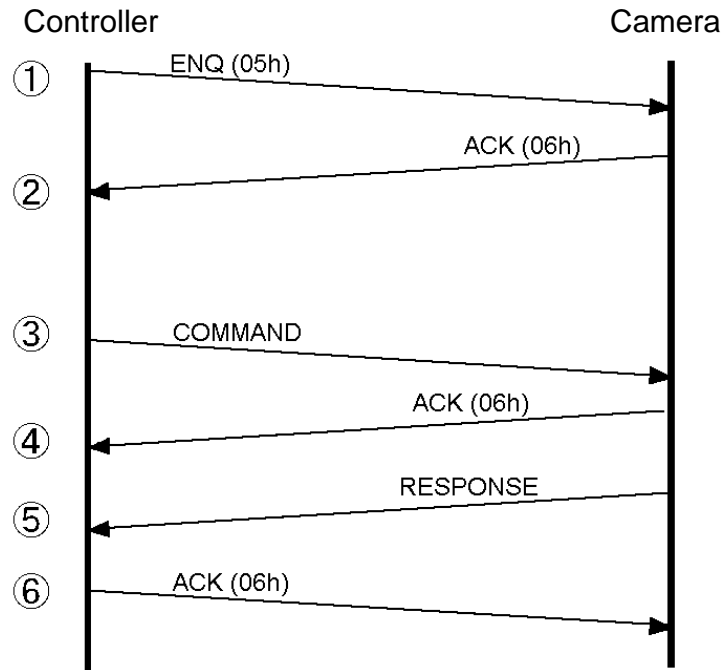 Controller Camera
① ENQ (05h)
ACK (06h)
②
③ COMMAND
ACK (06h)
④
RESPONSE
⑤
⑥ ACK (06h)